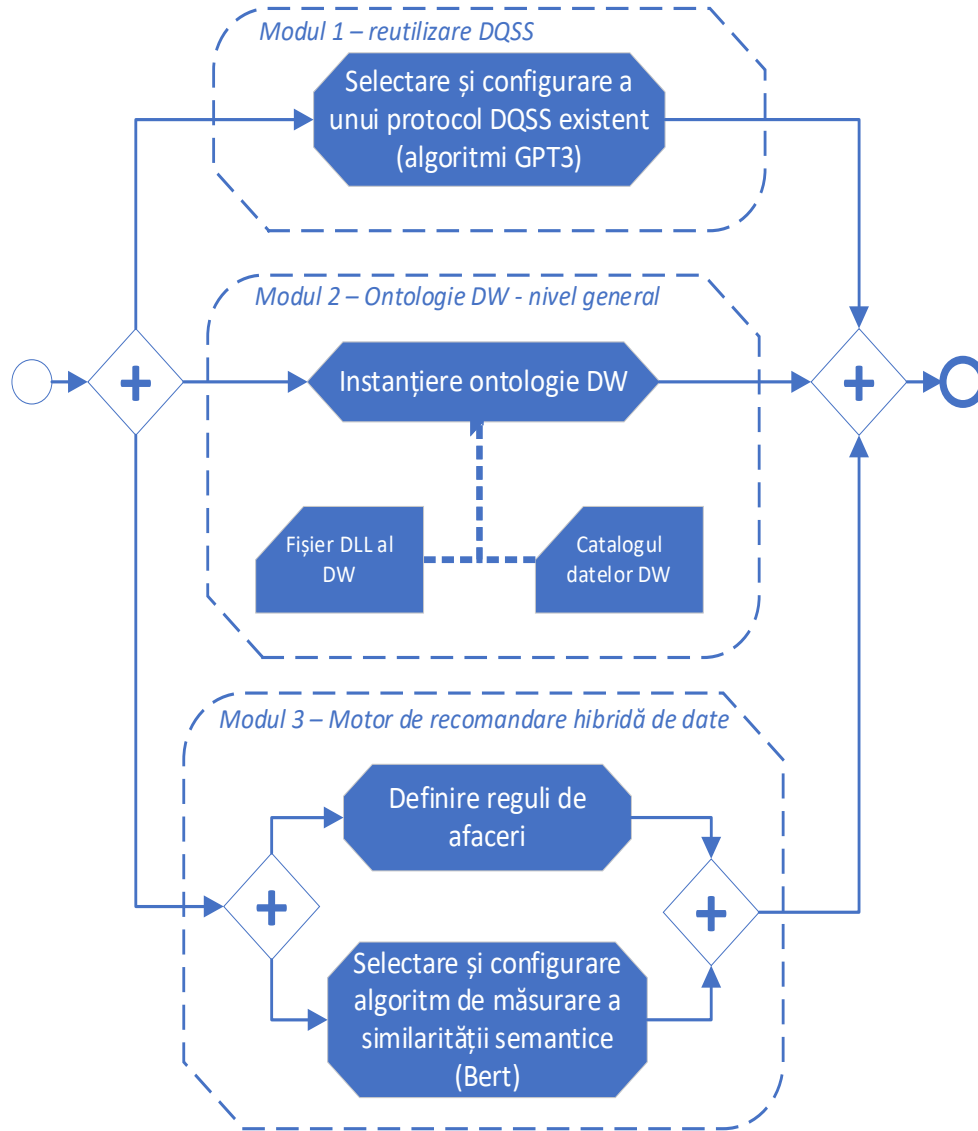 Modul 1 – reutilizare DQSS
Selectare și configurare a
unui protocol DQSS existent
(algoritmi GPT3)
Modul 2 – Ontologie DW - nivel general
Instanțiere ontologie DW
Fișier DLL al
DW
Catalogul
datelor DW
Modul 3 – Motor de recomandare hibridă de date
Definire reguli de
afaceri
Selectare și configurare
algoritm de măsurare a
similarității semantice
(Bert)